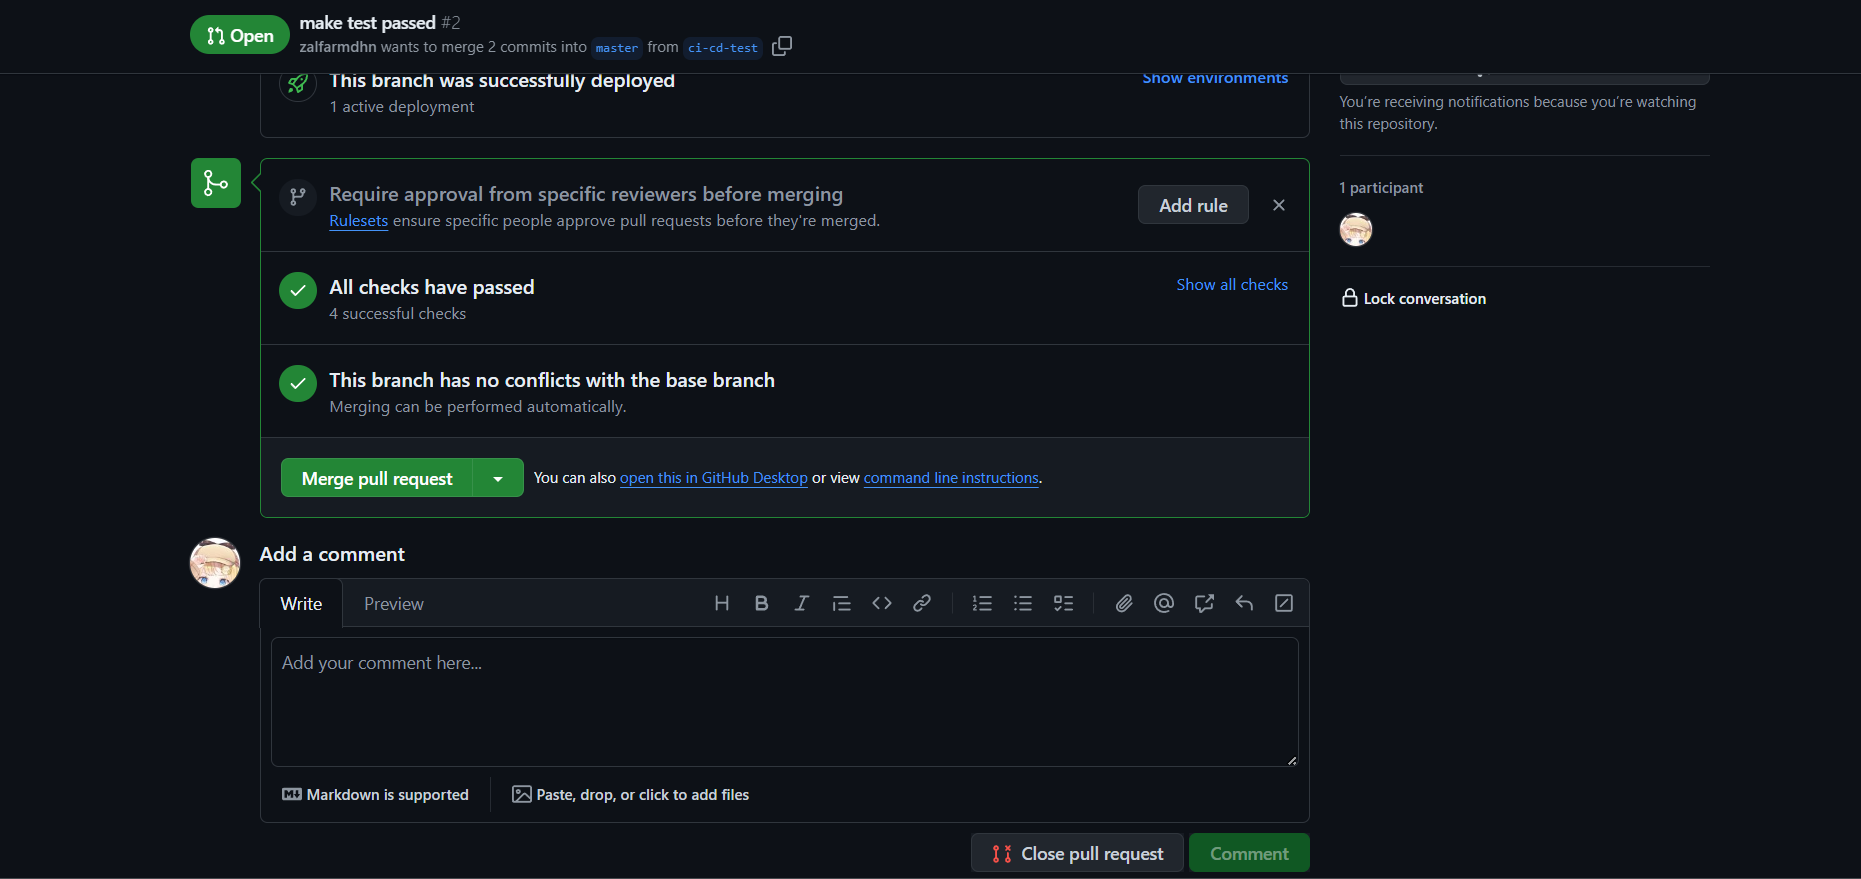 Open
make test passed #2
zalfarmdhn wants to merge 2 commits into master from ci-cd-test
This branch was successfully deployed
1 active deployment
Show environments
Require approval from specific reviewers before merging
Rulesets ensure specific people approve pull requests before they're merged.
Add rule
All checks have passed
4 successful checks
Show all checks
This branch has no conflicts with the base branch
Merging can be performed automatically.
Merge pull request
You can also open this in GitHub Desktop or view command line instructions.
Add a comment
Write
Preview
Add your comment here...
Markdown is supported
Paste, drop, or click to add files
Close pull request
Comment
You're receiving notifications because you're watching
this repository.
1 participant
Lock conversation